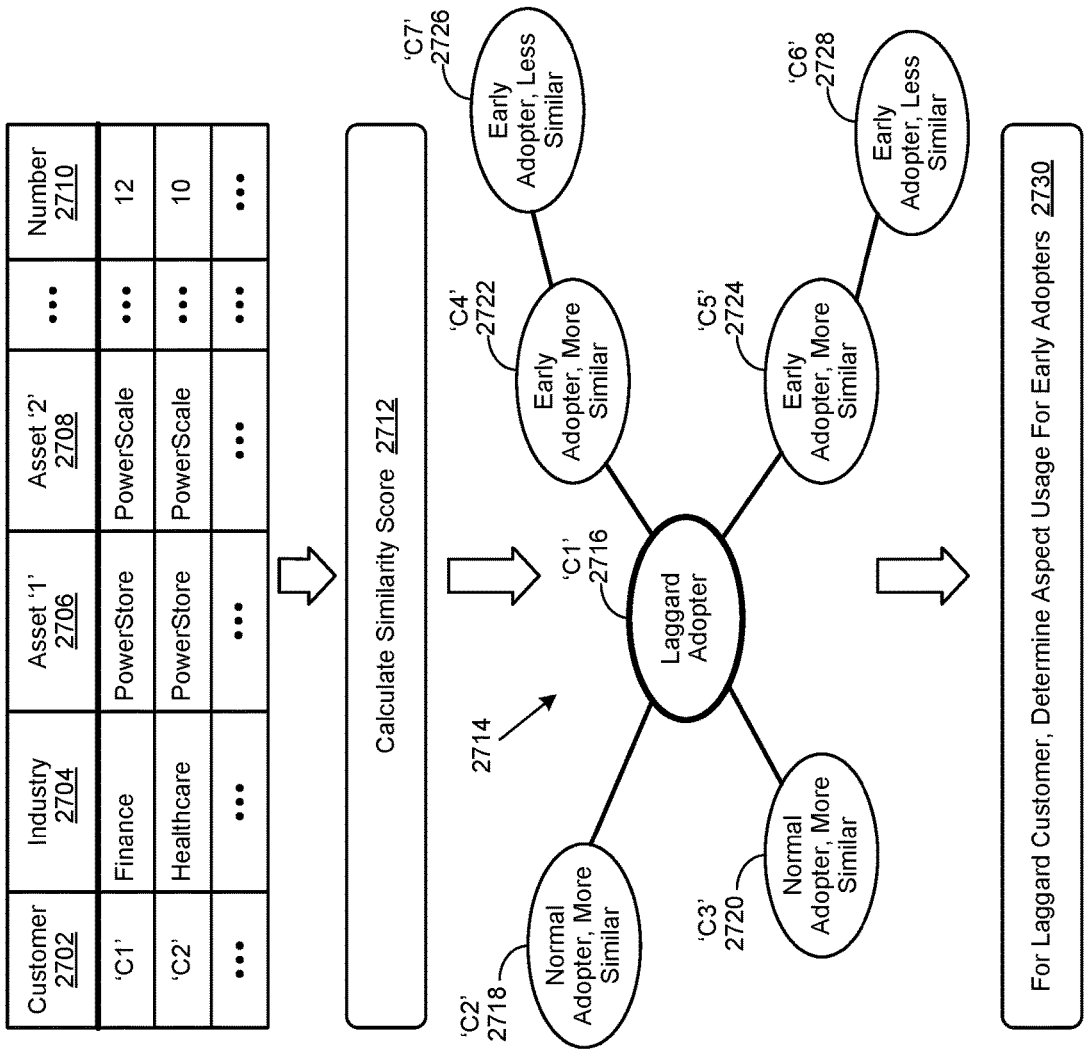 Customer
2702
Industry
2704
Asset '1'
2706
Asset '2'
2708
•••
Number
2710
'C1'
Finance
PowerStore
PowerScale
•••
12
'C2'
Healthcare
PowerStore
PowerScale
•••
10
•••
•••
•••
•••
•••
•••
Calculate Similarity Score 2712
2714
'C1'
2716
Laggard
Adopter
'C2'
2718
Normal
Adopter, More
Similar
'C3'
2720
Normal
Adopter, More
Similar
'C4'
2722
Early
Adopter, More
Similar
'C5'
2724
Early
Adopter, More
Similar
'C7'
2726
Early
Adopter, Less
Similar
'C6'
2728
Early
Adopter, Less
Similar
For Laggard Customer, Determine Aspect Usage For Early Adopters 2730